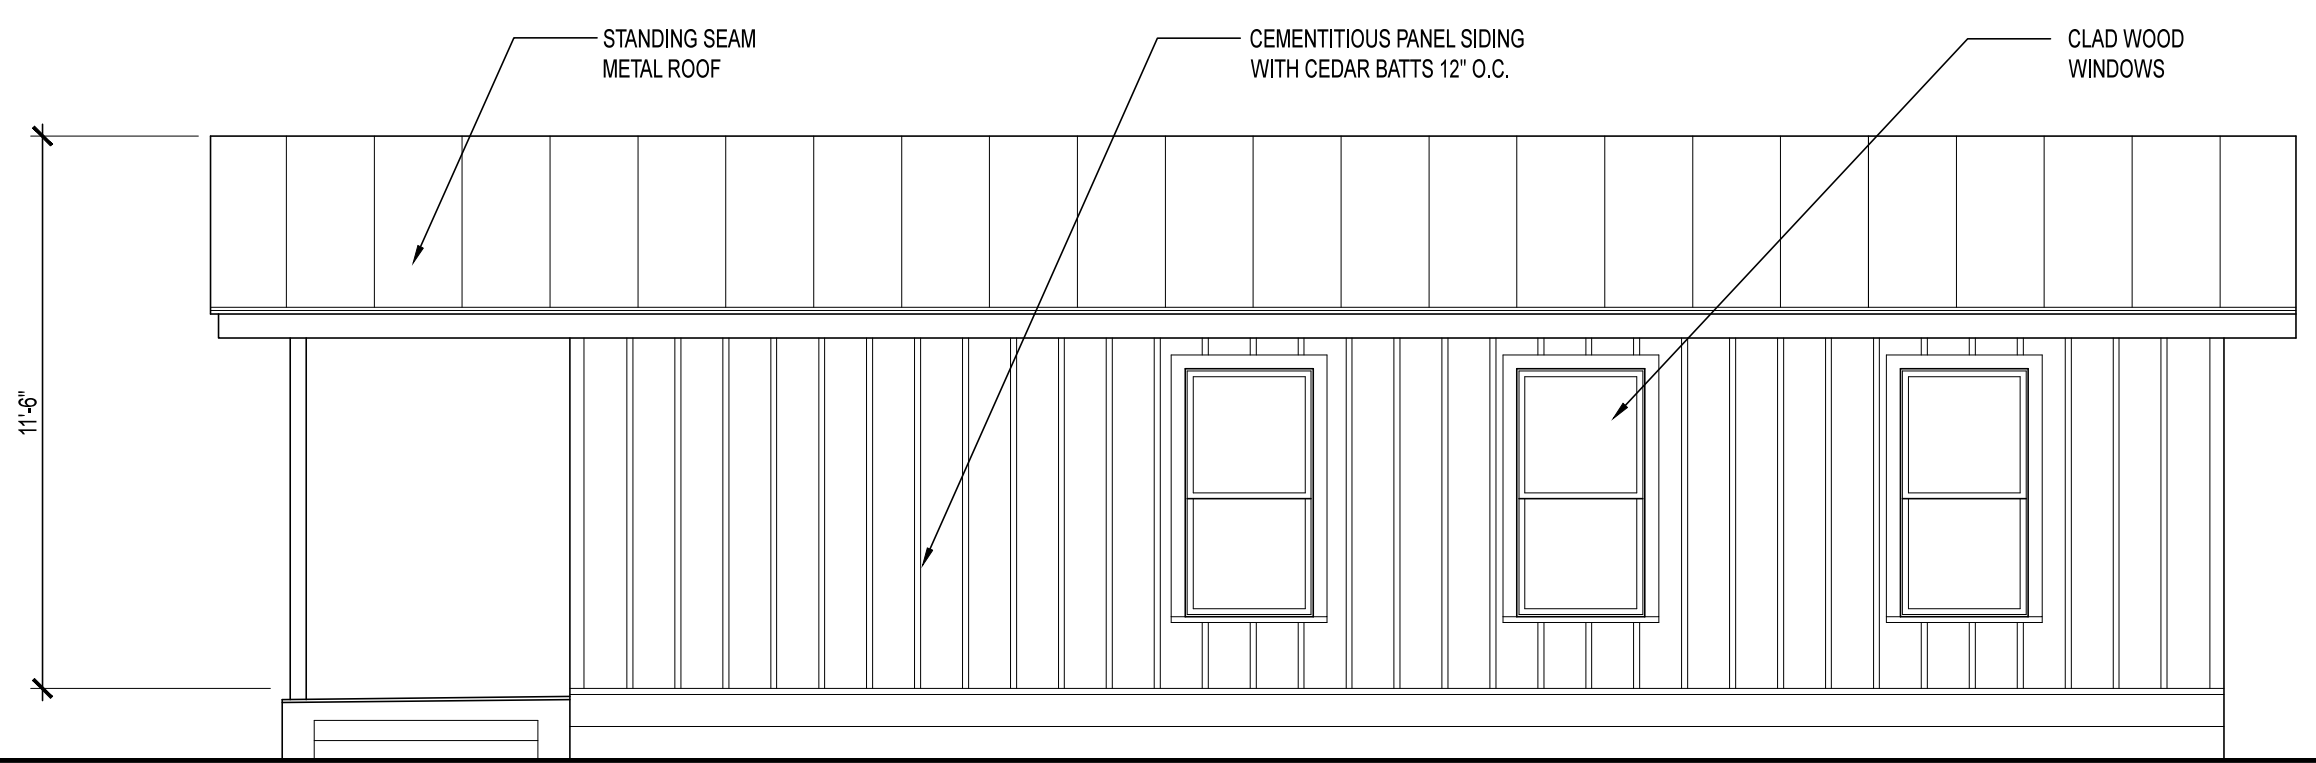 STANDING SEAM
METAL ROOF
CEMENTITIOUS PANEL SIDING
WITH CEDAR BATTS 12" O.C.
CLAD WOOD
WINDOWS
11'-6"